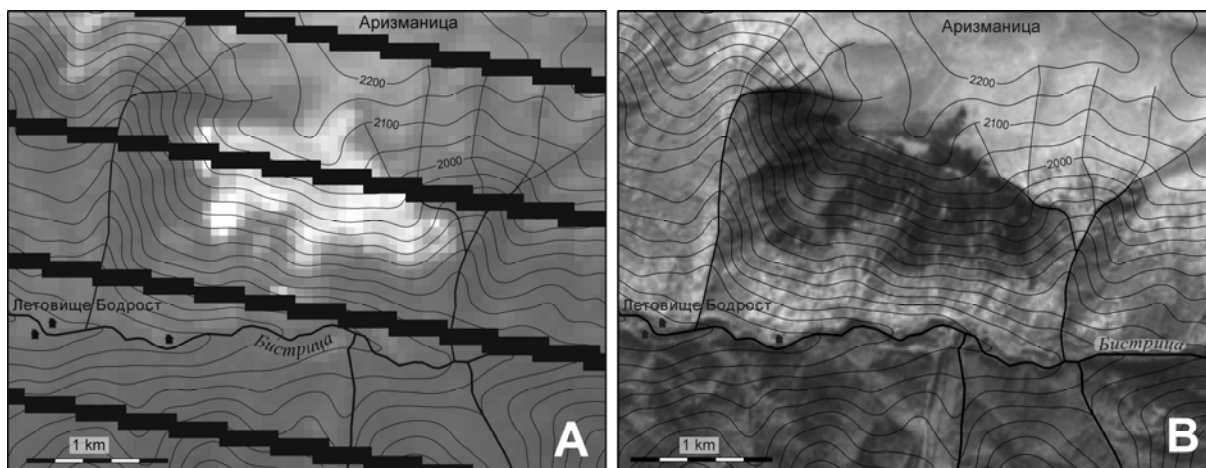 Аризманица
2200
2100
2000
Летовище Бодрост
Бистрица
1 km
A
Аризманица
2200
2100
2000
Летовище Бодрост
Бистрица
1 km
B